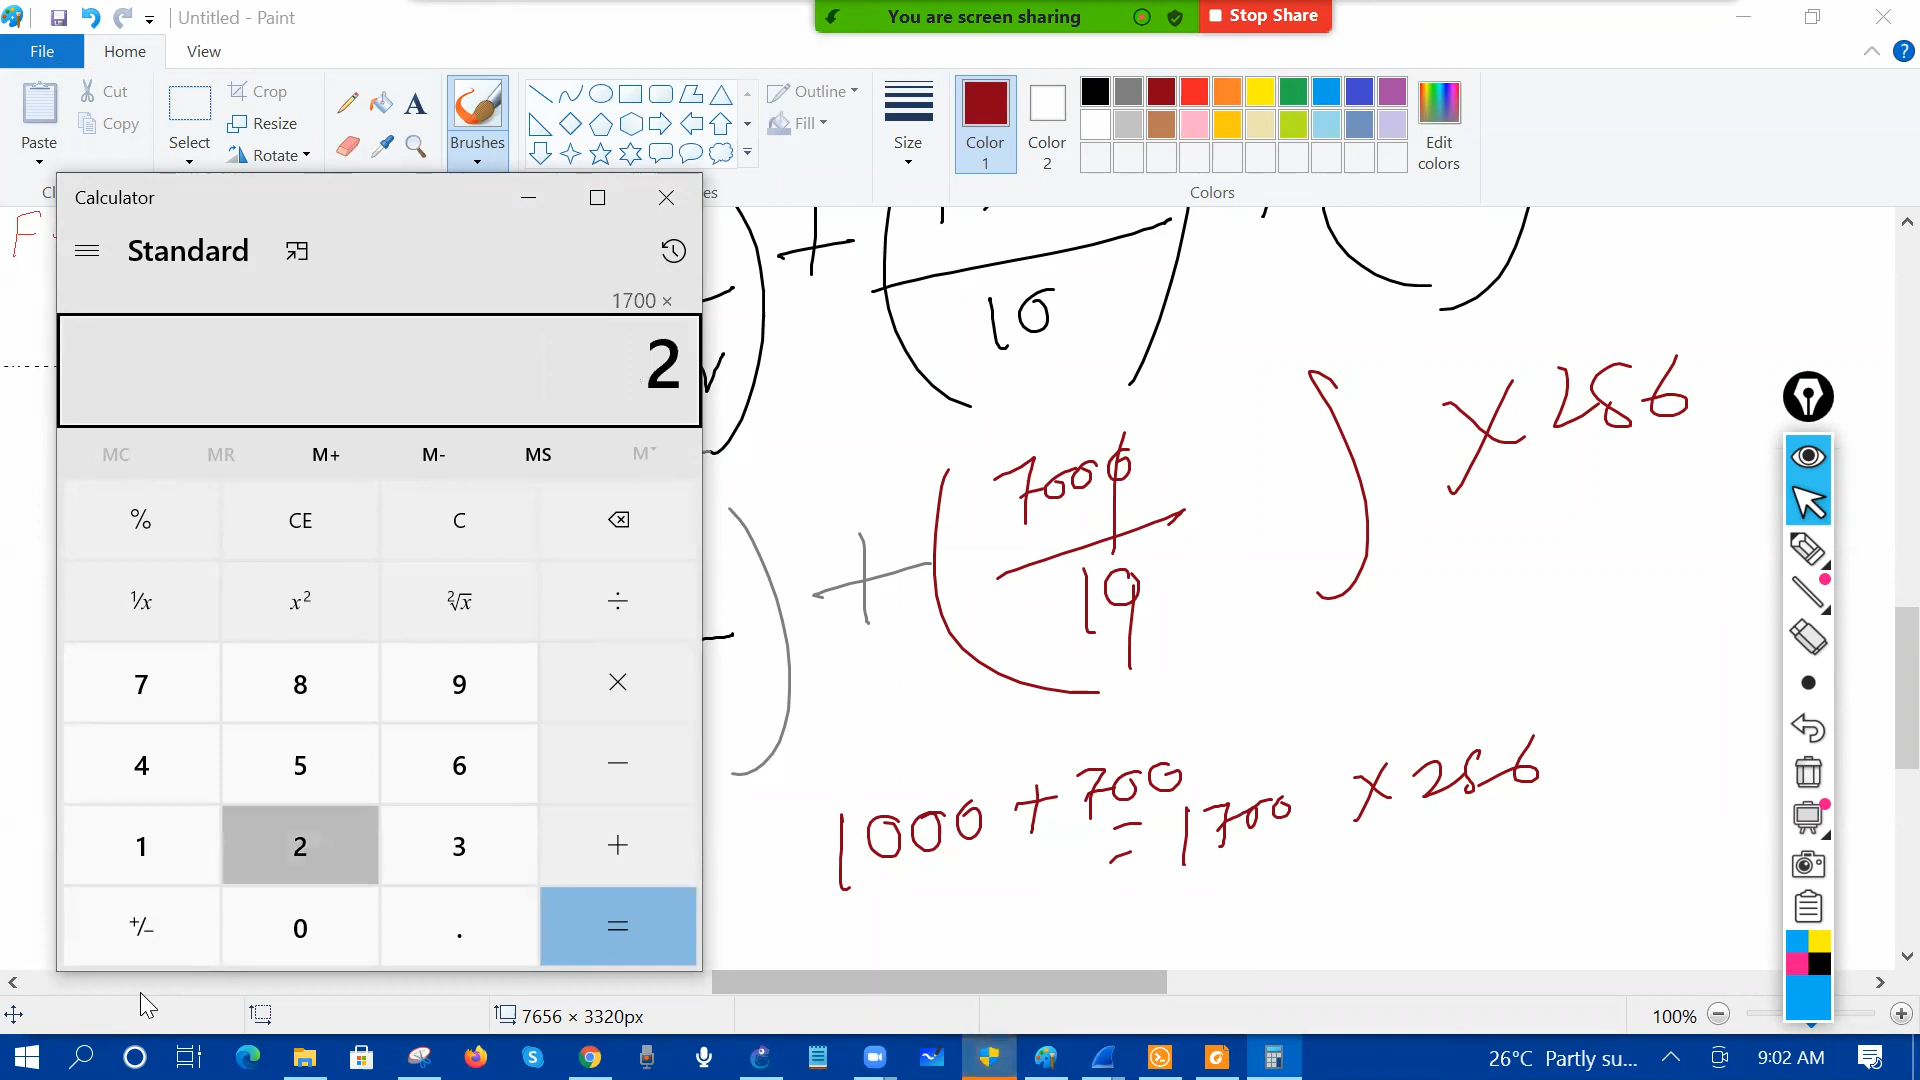 Untitled - Paint
You are screen sharing
Stop Share
File
Home
View
Cut
Copy
Paste
Crop
Resize
Rotate
Select
A
Brushes
Outline
Fill
Size
Color 1
Color 2
Edit colors
Colors
Calculator
Standard
1700 ×
2
MC MR M+ M- MS M
% CE C
¹/x x² ²√x ÷
7 8 9 ×
4 5 6 −
1 2 3 +
+/− 0 . =
F
+
10
× 256
+
7000
10
1000 + 700
= 1700 × 256
7656 × 3320px
100%
26°C Partly su...
9:02 AM